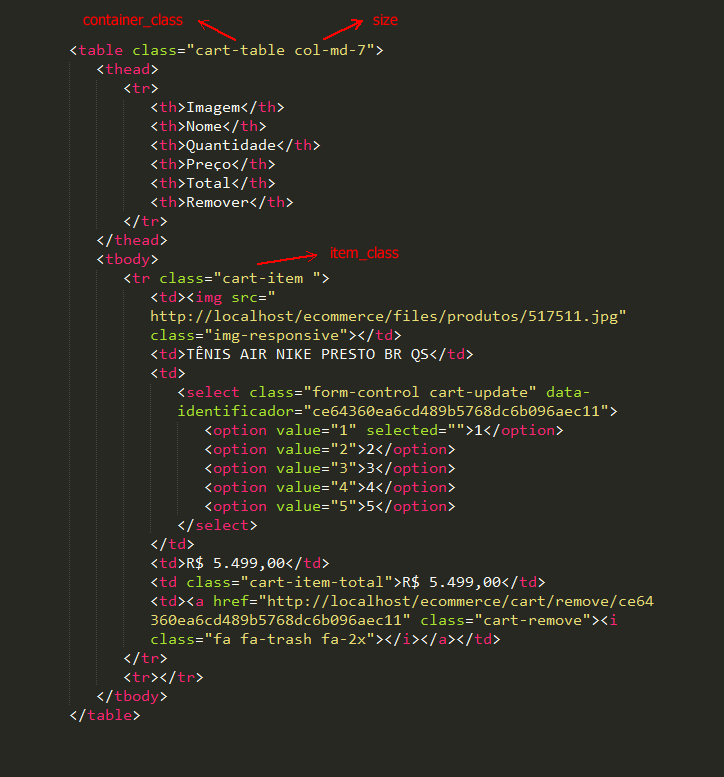 container_class size
<table class="cart-table col-md-7">
<thead>
<tr>
<th>Imagem</th>
<th>Nome</th>
<th>Quantidade</th>
<th>Preço</th>
<th>Total</th>
<th>Remover</th>
</tr>
</thead>
item_class
<tbody>
<tr class="cart-item ">
<td><img src="
http://localhost/ecommerce/files/produtos/517511.jpg"
class="img-responsive"></td>
<td>TÊNIS AIR NIKE PRESTO BR QS</td>
<td>
<select class="form-control cart-update" data-
identificador="ce64360ea6cd489b5768dc6b096aec11">
<option value="1" selected="">1</option>
<option value="2">2</option>
<option value="3">3</option>
<option value="4">4</option>
<option value="5">5</option>
</select>
</td>
<td>R$ 5.499,00</td>
<td class="cart-item-total">R$ 5.499,00</td>
<td><a href="http://localhost/ecommerce/cart/remove/ce64
360ea6cd489b5768dc6b096aec11" class="cart-remove"><i
class="fa fa-trash fa-2x"></i></a></td>
</tr>
<tr></tr>
</tbody>
</table>